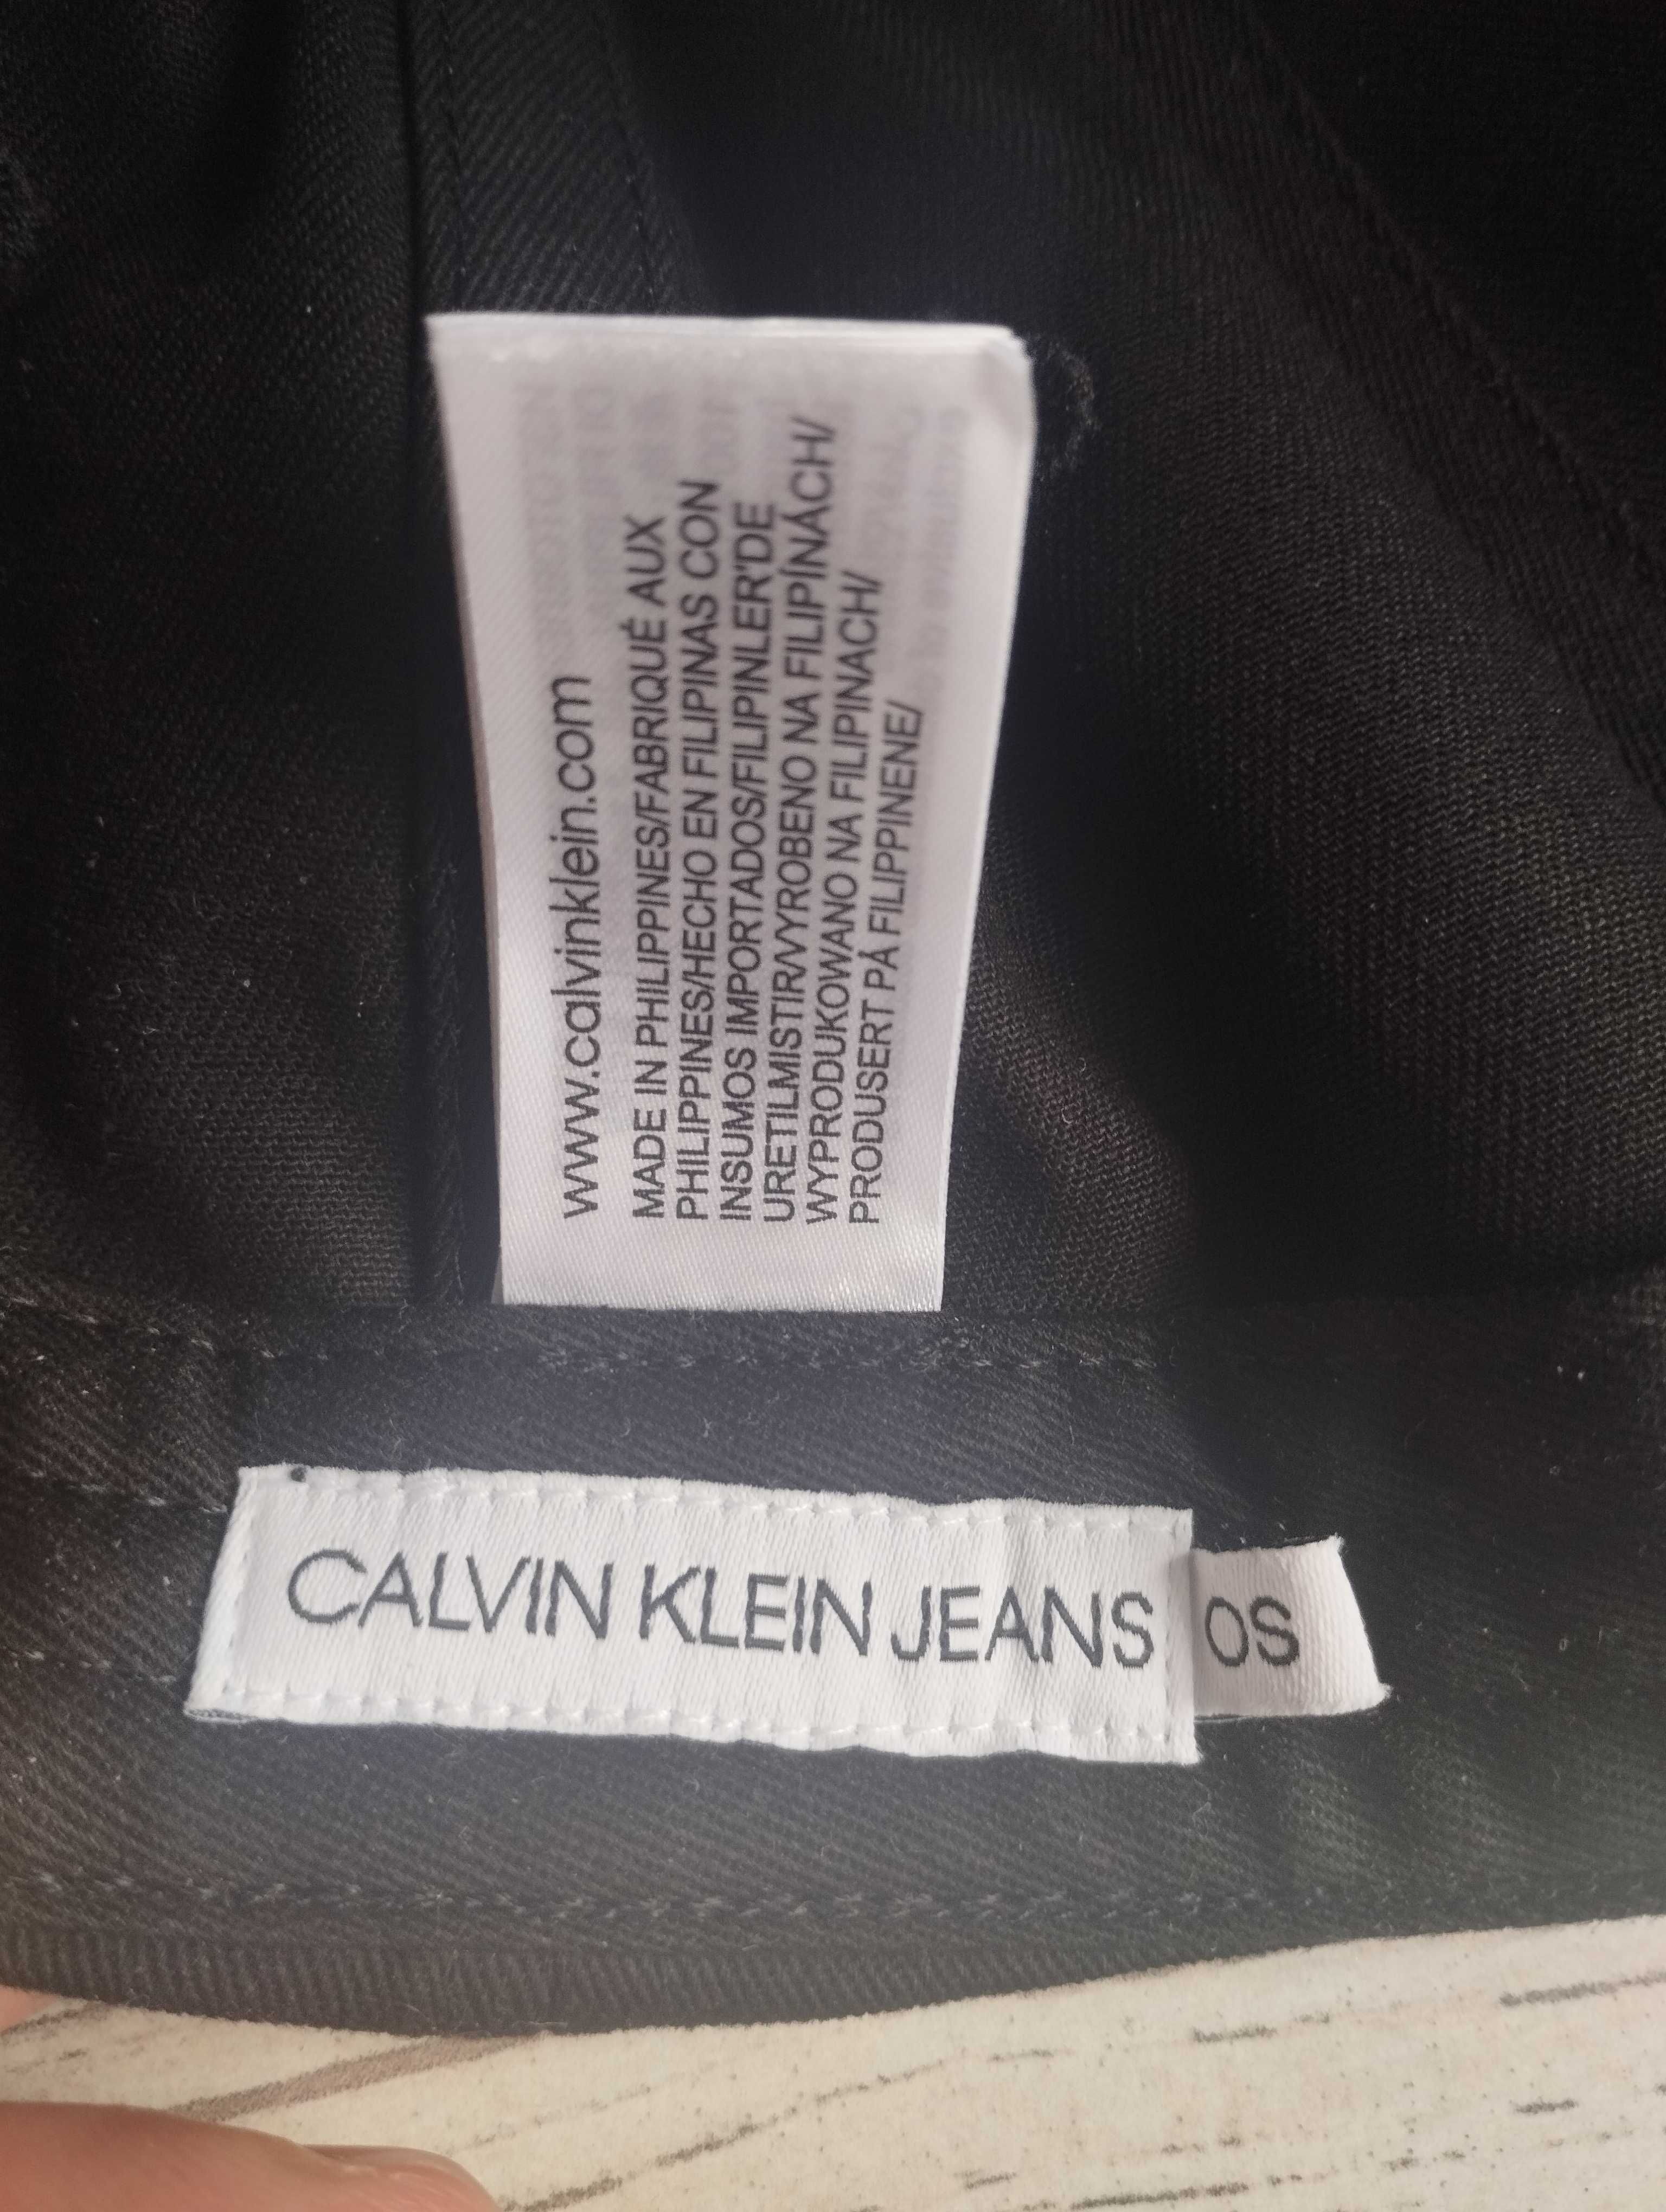 www.calvinklein.com
MADE IN PHILIPPINES/FABRIQUÉ AUX
PHILIPPINES/HECHO EN FILIPINAS CON
INSUMOS IMPORTADOS/FILIPINLER'DE
URETILMISTIR/VYROBENO NA FILIPÍNÁCH/
WYPRODUKOWANO NA FILIPINACH/
PRODUSERT PÅ FILIPPINENE/
CALVIN KLEIN JEANS
OS